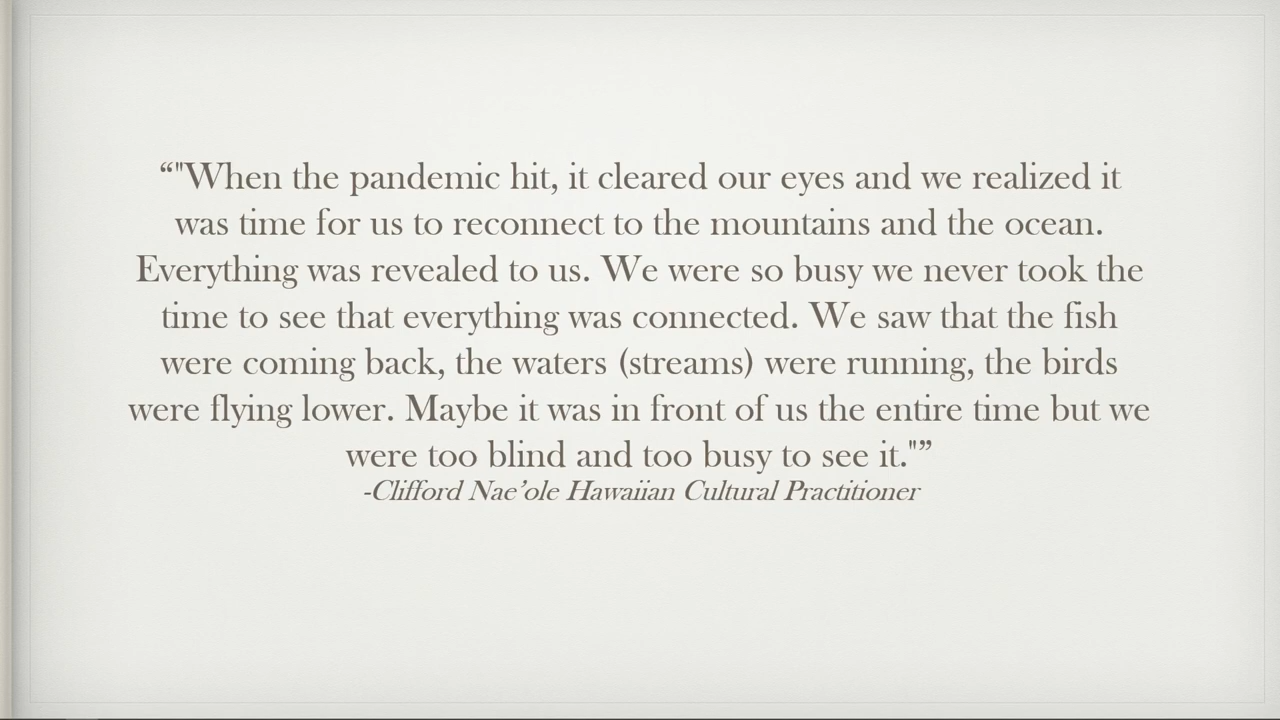 “"When the pandemic hit, it cleared our eyes and we realized it
was time for us to reconnect to the mountains and the ocean.
Everything was revealed to us. We were so busy we never took the
time to see that everything was connected. We saw that the fish
were coming back, the waters (streams) were running, the birds
were flying lower. Maybe it was in front of us the entire time but we
were too blind and too busy to see it."”
-Clifford Nae’ole Hawaiian Cultural Practitioner